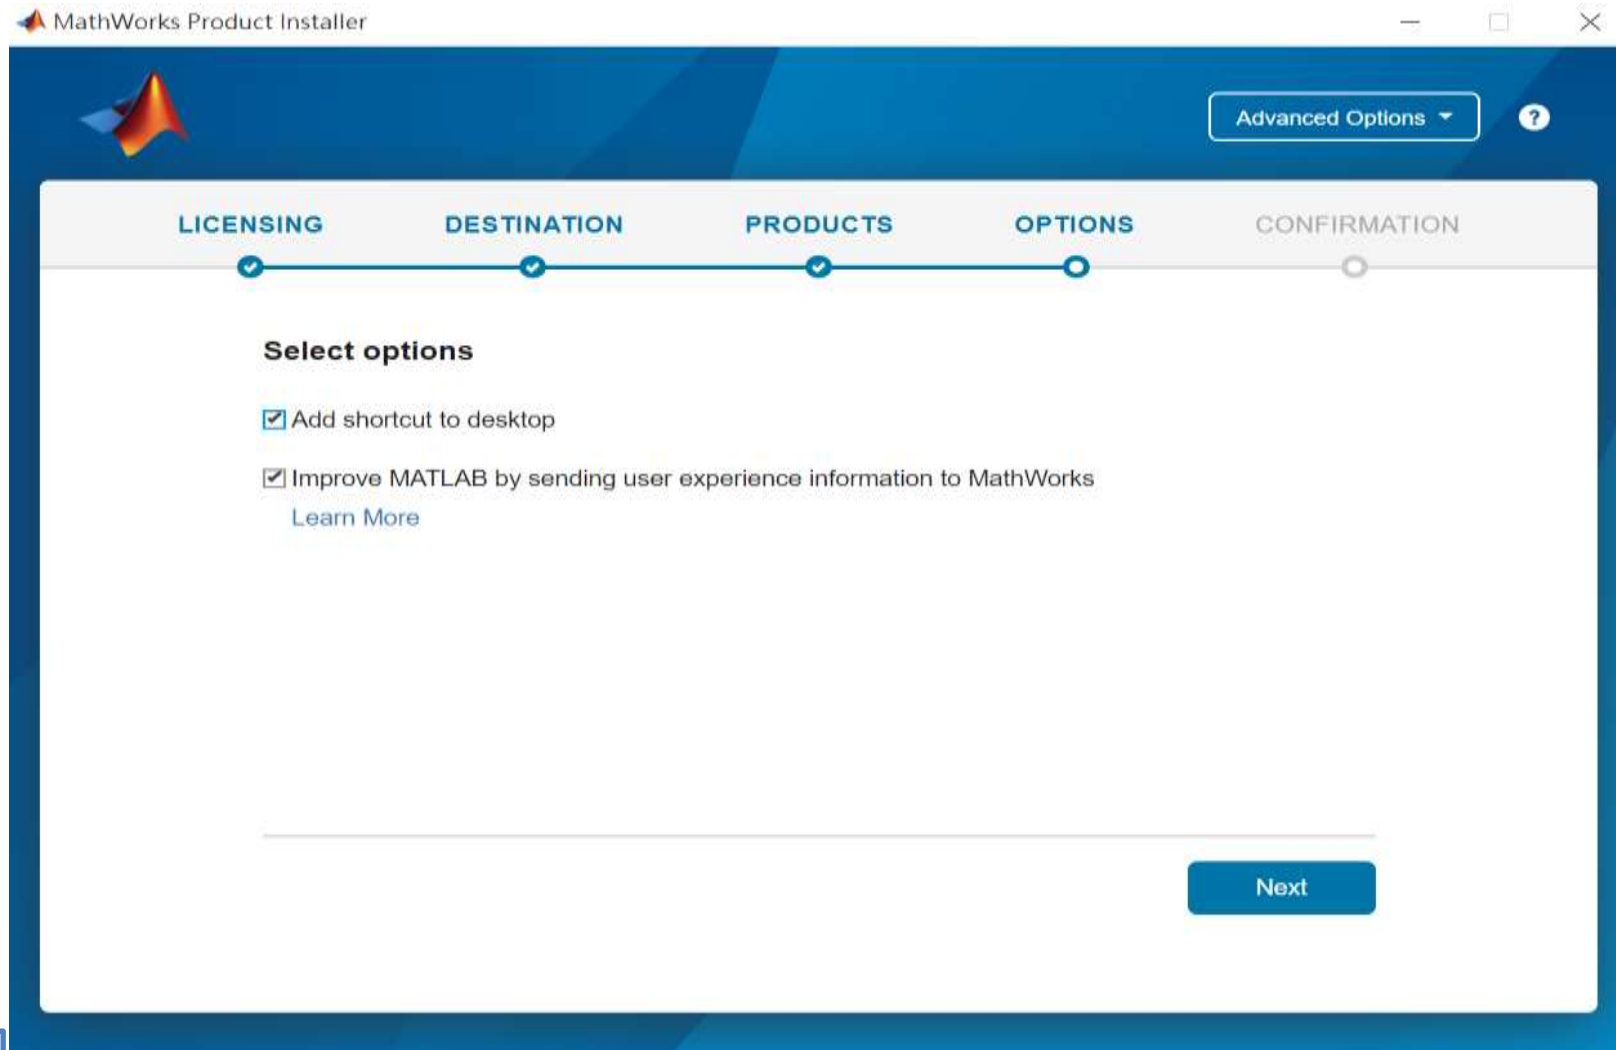 MathWorks Product Installer
Advanced Options
?
LICENSING DESTINATION PRODUCTS OPTIONS CONFIRMATION
Select options
Add shortcut to desktop
Improve MATLAB by sending user experience information to MathWorks
Learn More
Next